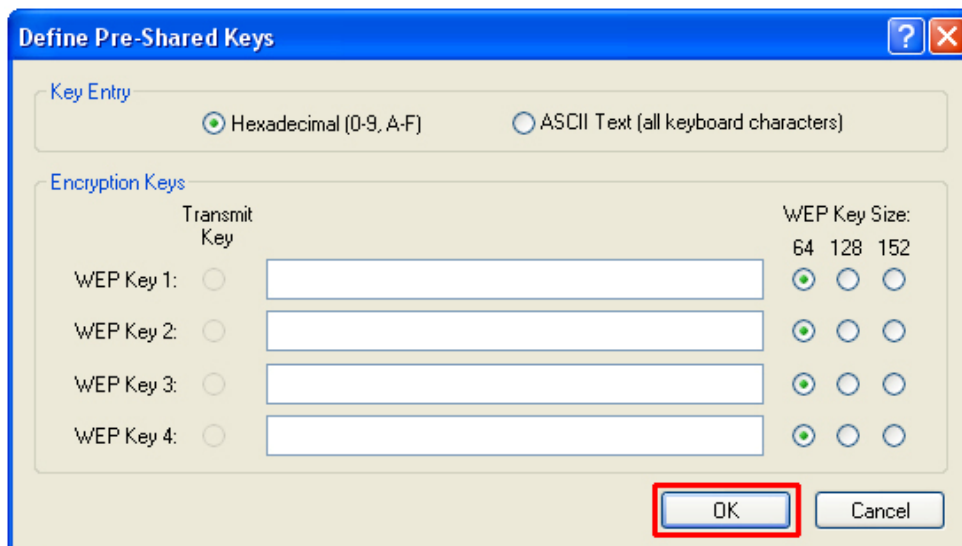 Define Pre-Shared Keys
Key Entry
Hexadecimal (0-9, A-F) ASCII Text (all keyboard characters)
Encryption Keys
Transmit Key
WEP Key Size:
64 128 152
WEP Key 1:
WEP Key 2:
WEP Key 3:
WEP Key 4:
OK Cancel